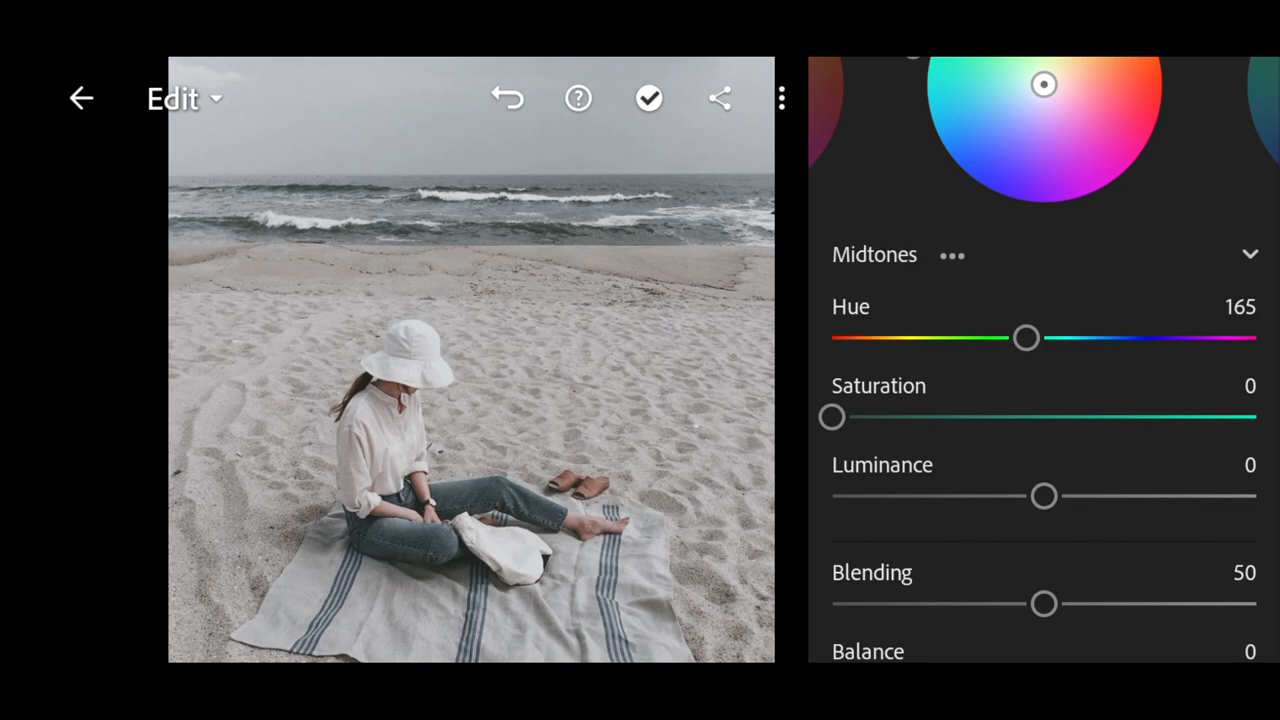 Edit
Midtones
Hue 165
Saturation 0
Luminance 0
Blending 50
Balance 0